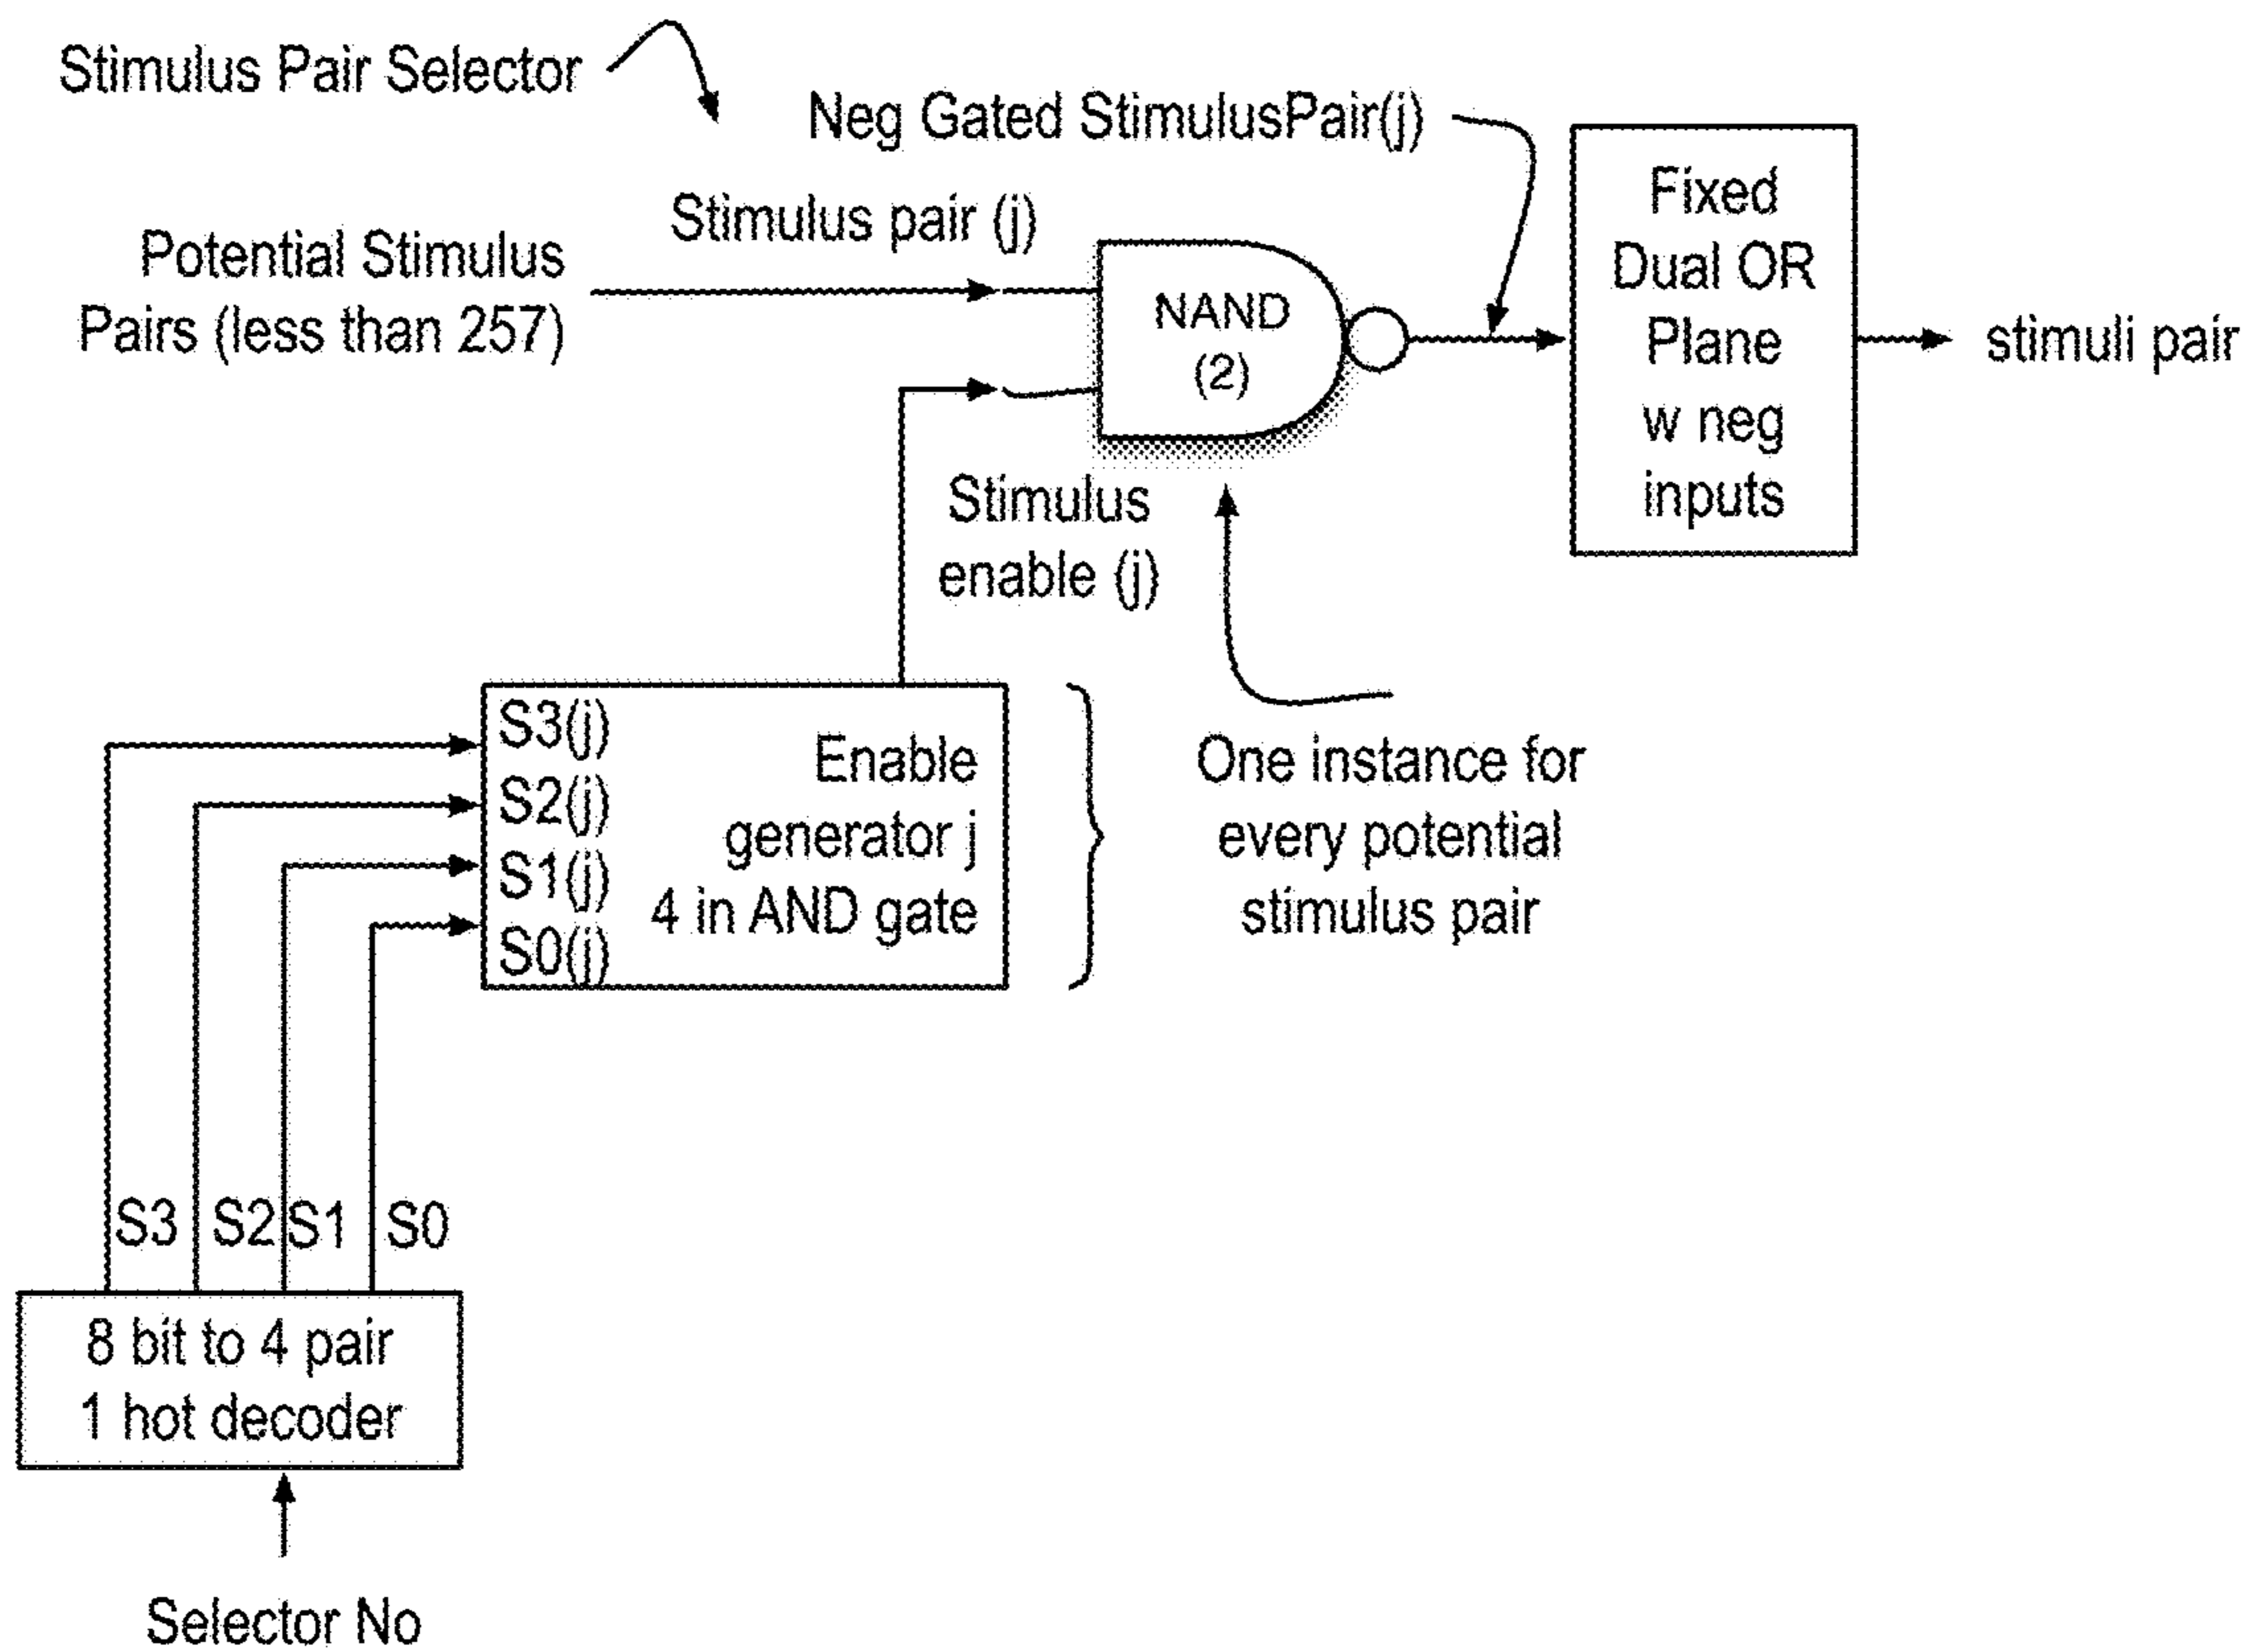 Stimulus Pair Selector
Neg Gated StimulusPair(j)
Stimulus pair (j)
Potential Stimulus
Pairs (less than 257)
NAND
(2)
Fixed
Dual OR
Plane
w neg
inputs
stimuli pair
Stimulus
enable (j)
S3(j)
S2(j)
S1(j)
S0(j)
Enable
generator j
4 in AND gate
One instance for
every potential
stimulus pair
S3 S2 S1 S0
8 bit to 4 pair
1 hot decoder
Selector No